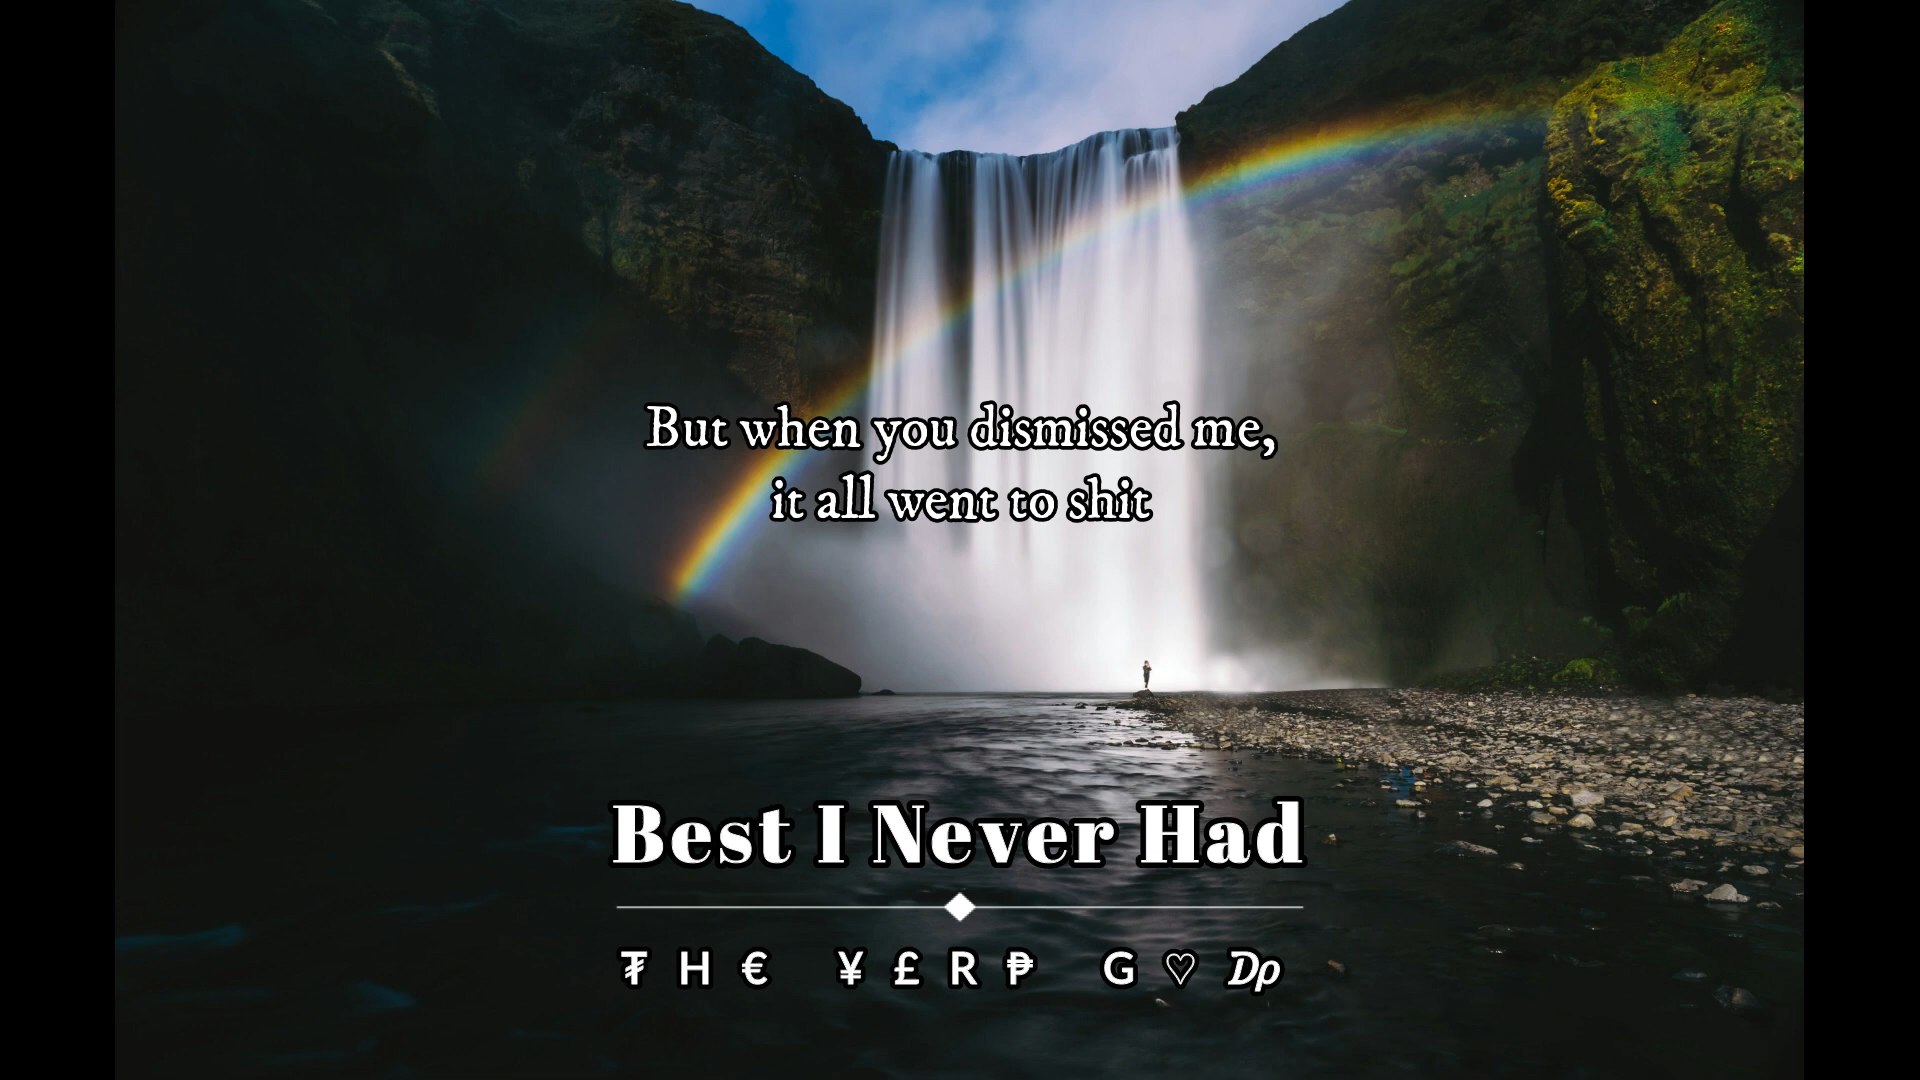 But when you dismissed me,
it all went to shit
Best I Never Had
₮ H € ¥ £ R ₱ G ♡ 𝒟ρ